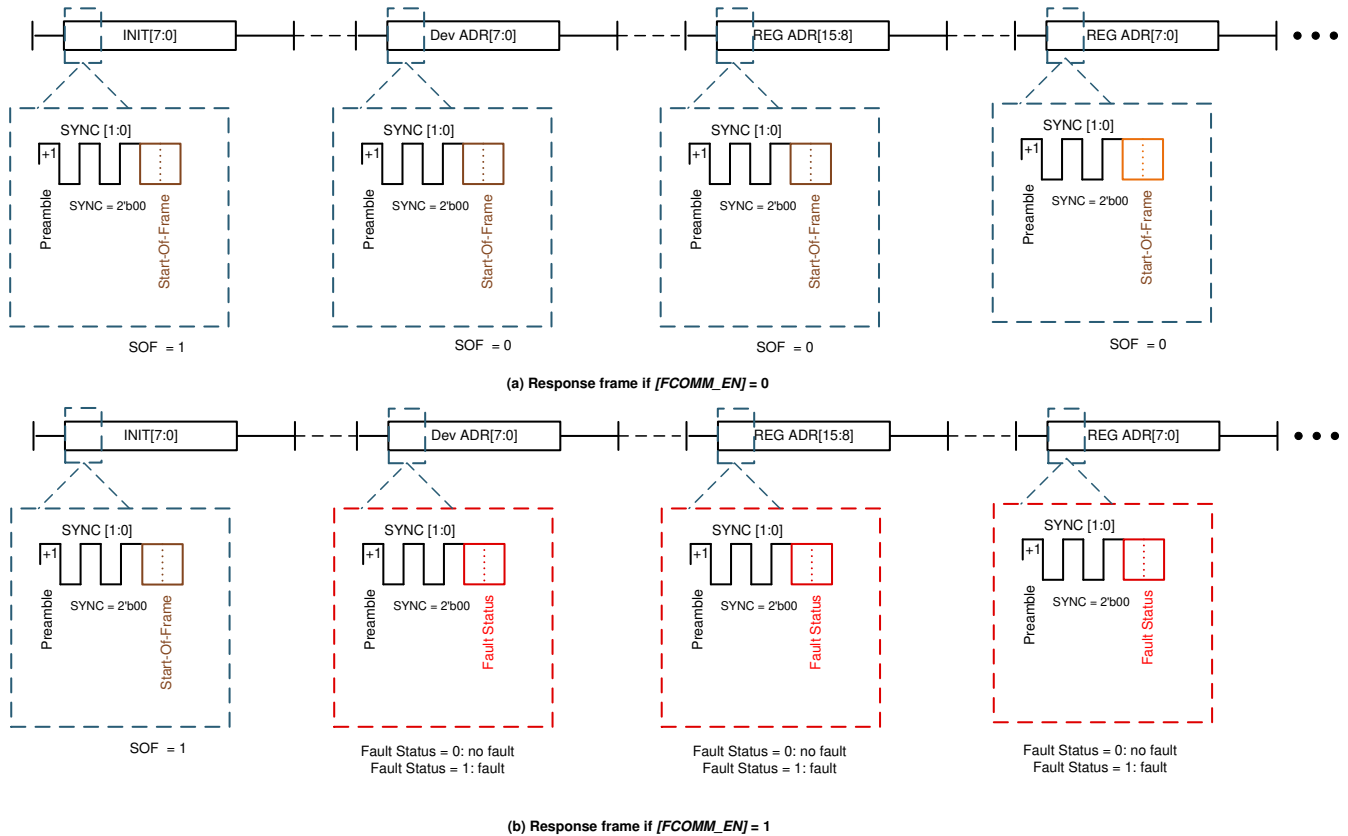 INIT[7:0] Dev ADR[7:0] REG ADR[15:8] REG ADR[7:0]
SYNC [1:0] SYNC [1:0] SYNC [1:0] SYNC [1:0]
+1 +1 +1 +1
SYNC = 2'b00 SYNC = 2'b00 SYNC = 2'b00 SYNC = 2'b00
Preamble Start-Of-Frame Preamble Start-Of-Frame Preamble Start-Of-Frame Preamble Start-Of-Frame
SOF = 1 SOF = 0 SOF = 0 SOF = 0
(a) Response frame if [FCOMM_EN] = 0
INIT[7:0] Dev ADR[7:0] REG ADR[15:8] REG ADR[7:0]
SYNC [1:0] SYNC [1:0] SYNC [1:0] SYNC [1:0]
+1 +1 +1 +1
SYNC = 2'b00 SYNC = 2'b00 SYNC = 2'b00 SYNC = 2'b00
Preamble Start-Of-Frame Preamble Fault Status Preamble Fault Status Preamble Fault Status
SOF = 1 Fault Status = 0: no fault Fault Status = 0: no fault Fault Status = 0: no fault
Fault Status = 1: fault Fault Status = 1: fault Fault Status = 1: fault
(b) Response frame if [FCOMM_EN] = 1